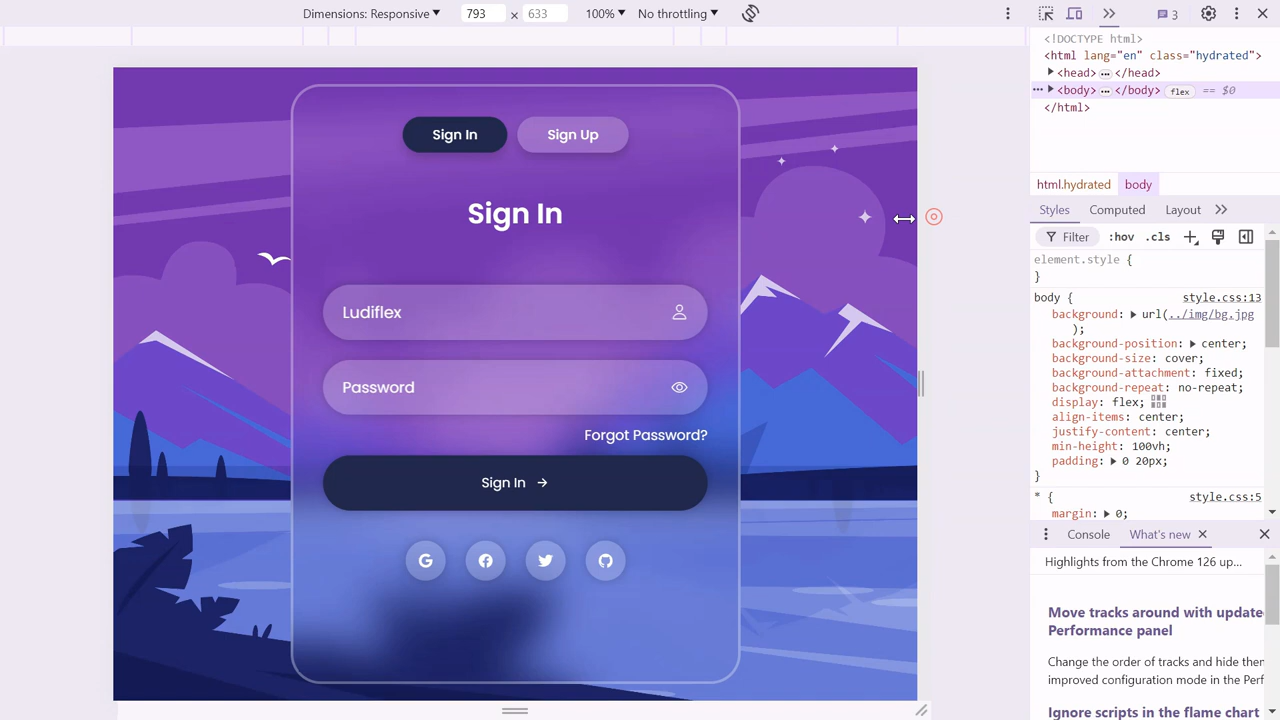 Dimensions: Responsive 793 × 633 100% No throttling 3
<!DOCTYPE html>
<html lang="en" class="hydrated">
<head> ••• </head>
••• <body> ••• </body> flex == $0
</html>
html.hydrated body
Styles Computed Layout
Filter :hov .cls
element.style {
}
body { style.css:13
background: url(../img/bg.jpg
);
background-position: center;
background-size: cover;
background-attachment: fixed;
background-repeat: no-repeat;
display: flex;
align-items: center;
justify-content: center;
min-height: 100vh;
padding: 0 20px;
}
* { style.css:5
margin: 0;
Console What's new
Highlights from the Chrome 126 up...
Move tracks around with update
Performance panel
Change the order of tracks and hide them
improved configuration mode in the Perf
Ignore scripts in the flame chart
Sign In Sign Up
Sign In
Ludiflex
Password
Forgot Password?
Sign In →